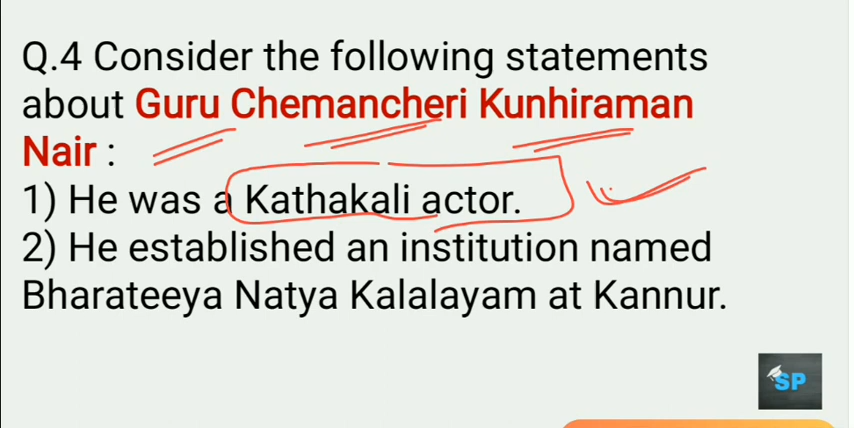 Q.4 Consider the following statements
about Guru Chemancheri Kunhiraman
Nair :
1) He was a Kathakali actor.
2) He established an institution named
Bharateeya Natya Kalalayam at Kannur.
SP